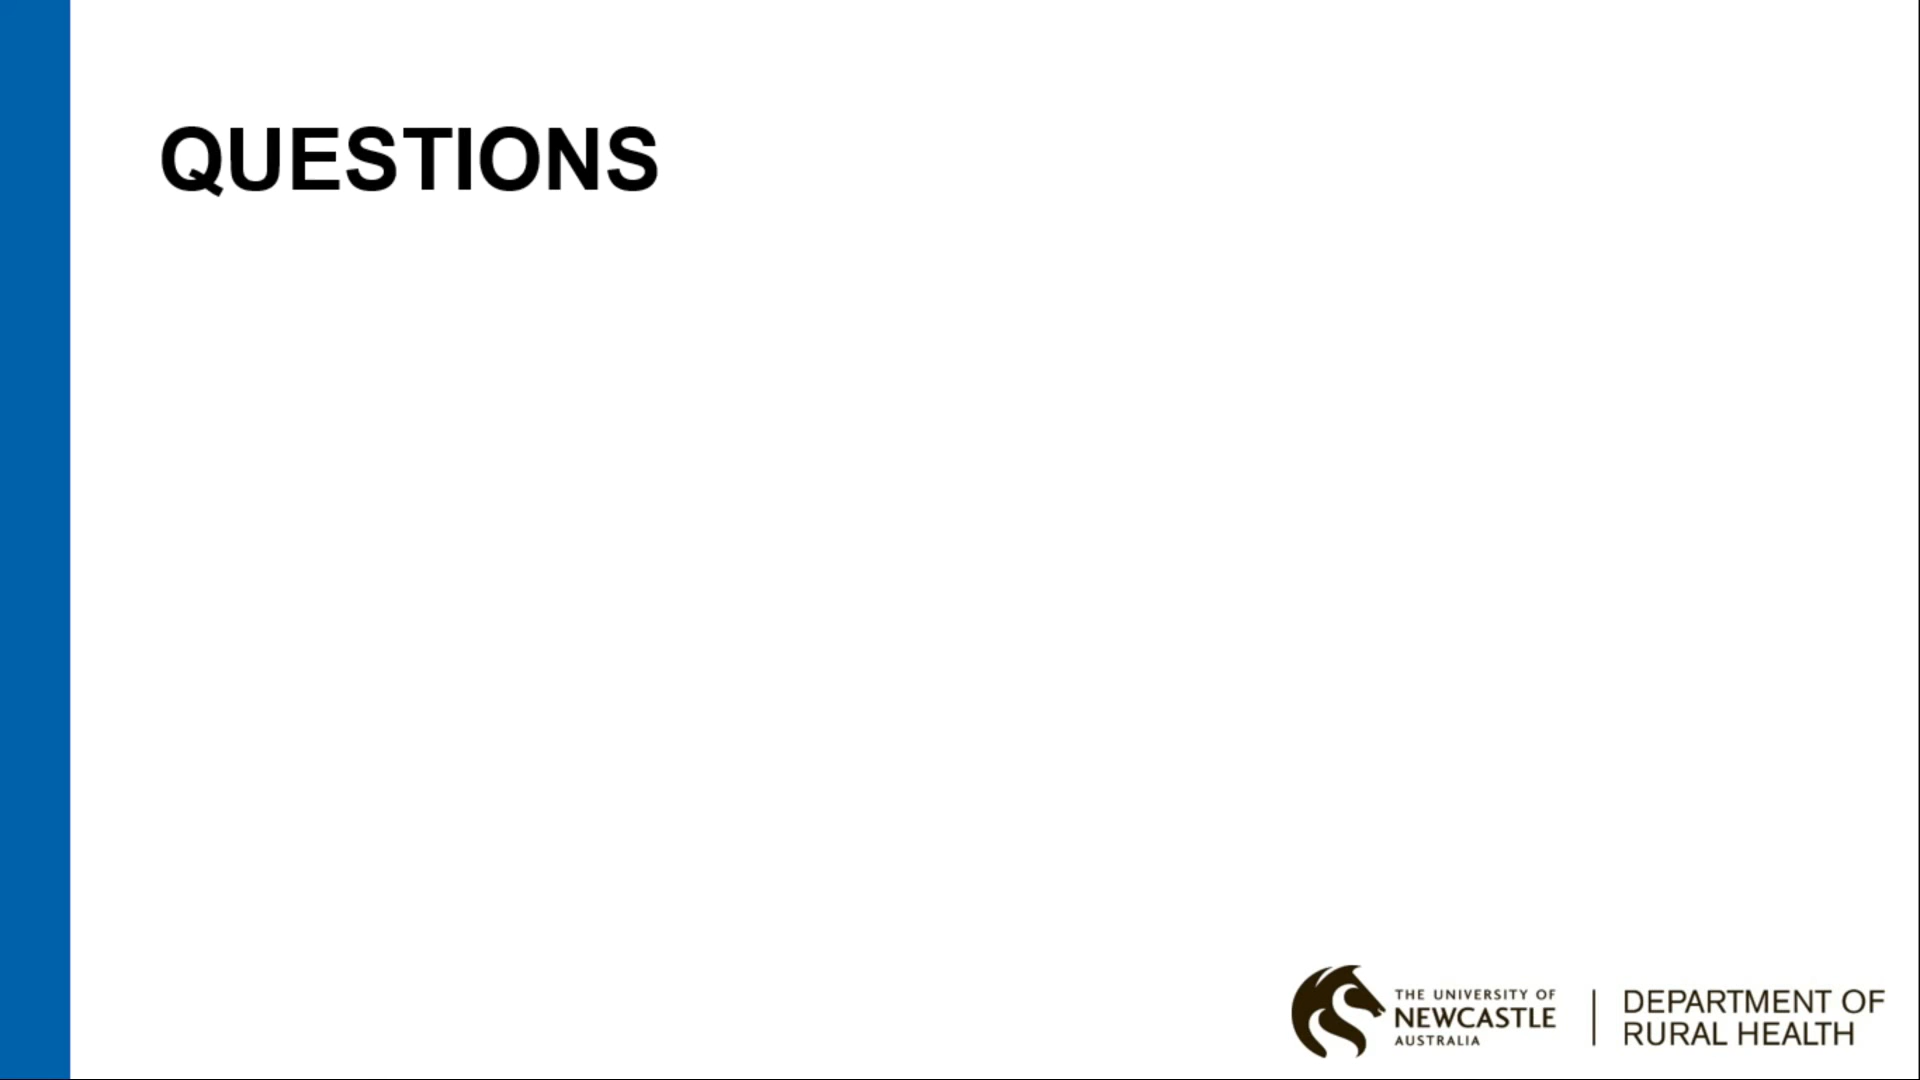 QUESTIONS
THE UNIVERSITY OF
NEWCASTLE
AUSTRALIA
DEPARTMENT OF
RURAL HEALTH